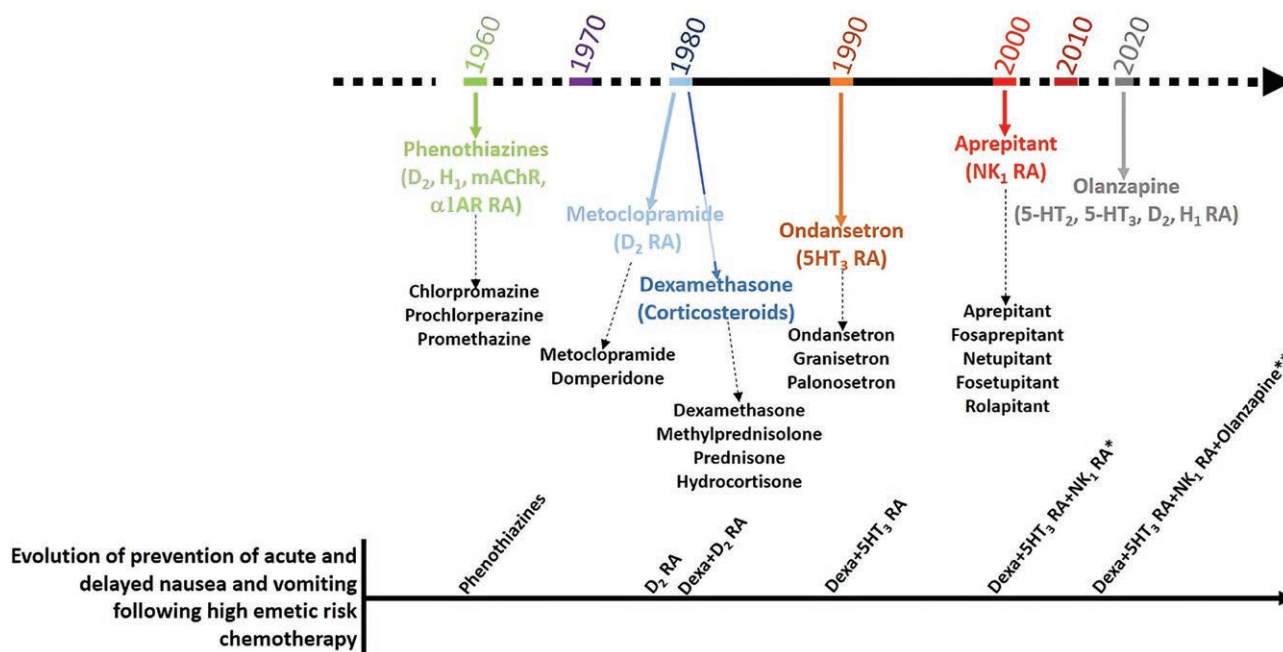 1960
1970
1980
1990
2000
2010
2020
Phenothiazines
(D₂, H₁, mAChR,
α1AR RA)
Chlorpromazine
Prochlorperazine
Promethazine
Metoclopramide
(D₂ RA)
Metoclopramide
Domperidone
Dexamethasone
(Corticosteroids)
Dexamethasone
Methylprednisolone
Prednisone
Hydrocortisone
Ondansetron
(5HT₃ RA)
Ondansetron
Granisetron
Palonosetron
Aprepitant
(NK₁ RA)
Aprepitant
Fosaprepitant
Netupitant
Fosetupitant
Rolapitant
Olanzapine
(5-HT₂, 5-HT₃, D₂, H₁ RA)
Evolution of prevention of acute and
delayed nausea and vomiting
following high emetic risk
chemotherapy
Phenothiazines
D₂ RA
Dexa+D₂ RA
Dexa+5HT₃ RA
Dexa+5HT₃ RA+NK₁ RA*
Dexa+5HT₃ RA+NK₁ RA+Olanzapine**